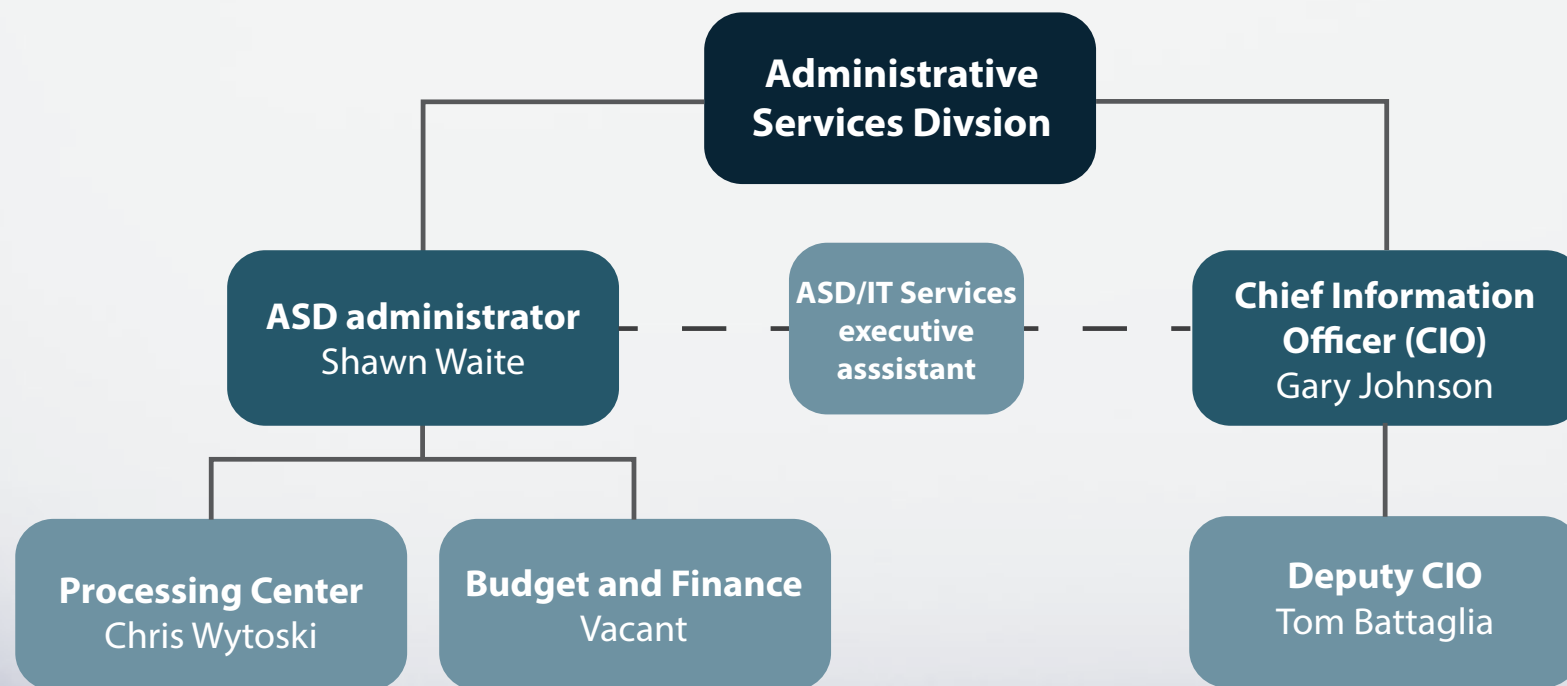 Administrative
Services Divsion
ASD administrator
Shawn Waite
ASD/IT Services
executive
asssistant
Chief Information
Officer (CIO)
Gary Johnson
Processing Center
Chris Wytoski
Budget and Finance
Vacant
Deputy CIO
Tom Battaglia